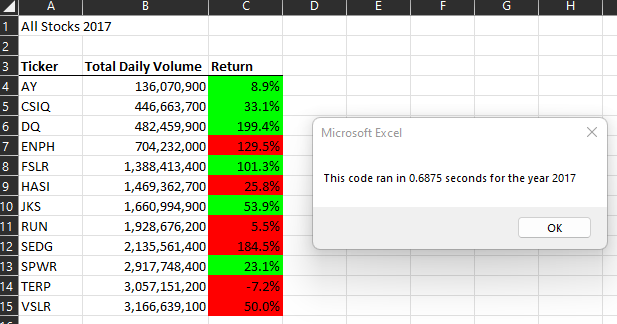 A B C D E F G H
1 All Stocks 2017
2
3 Ticker Total Daily Volume Return
4 AY 136,070,900 8.9%
5 CSIQ 446,663,700 33.1%
6 DQ 482,459,900 199.4%
7 ENPH 704,232,000 129.5%
8 FSLR 1,388,413,400 101.3%
9 HASI 1,469,362,700 25.8%
10 JKS 1,660,994,900 53.9%
11 RUN 1,928,676,200 5.5%
12 SEDG 2,135,561,400 184.5%
13 SPWR 2,917,748,400 23.1%
14 TERP 3,057,151,200 -7.2%
15 VSLR 3,166,639,100 50.0%
Microsoft Excel
This code ran in 0.6875 seconds for the year 2017
OK